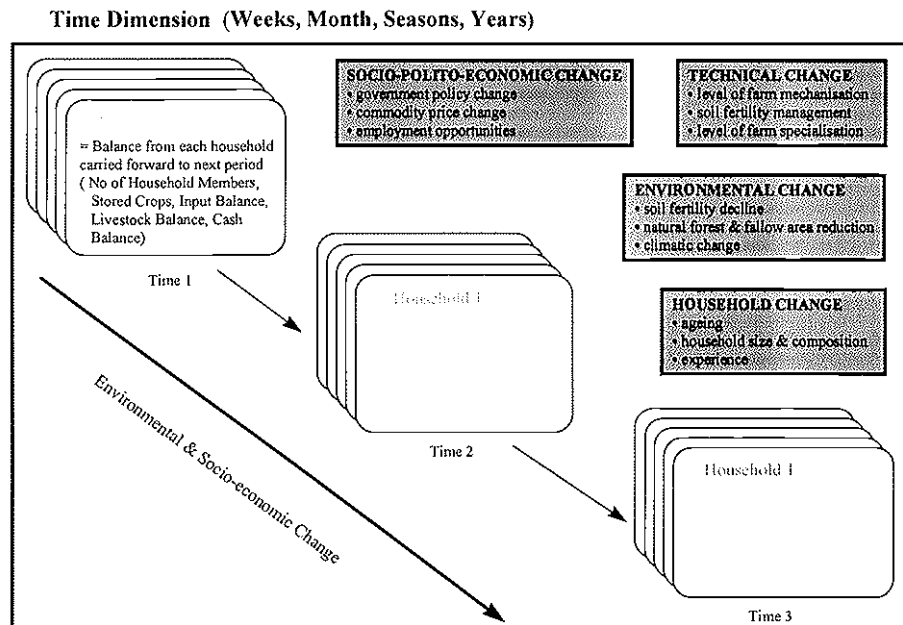 Time Dimension (Weeks, Month, Seasons, Years)
SOCIO-POLITO-ECONOMIC CHANGE
• government policy change
• commodity price change
• employment opportunities
TECHNICAL CHANGE
• level of farm mechanisation
• soil fertility management
• level of farm specialisation
= Balance from each household
carried forward to next period
( No of Household Members,
Stored Crops, Input Balance,
Livestock Balance, Cash
Balance)
Time 1
ENVIRONMENTAL CHANGE
• soil fertility decline
• natural forest & fallow area reduction
• climatic change
Household 1
Time 2
HOUSEHOLD CHANGE
• ageing
• household size & composition
• experience
Environmental & Socio-economic Change
Household 1
Time 3